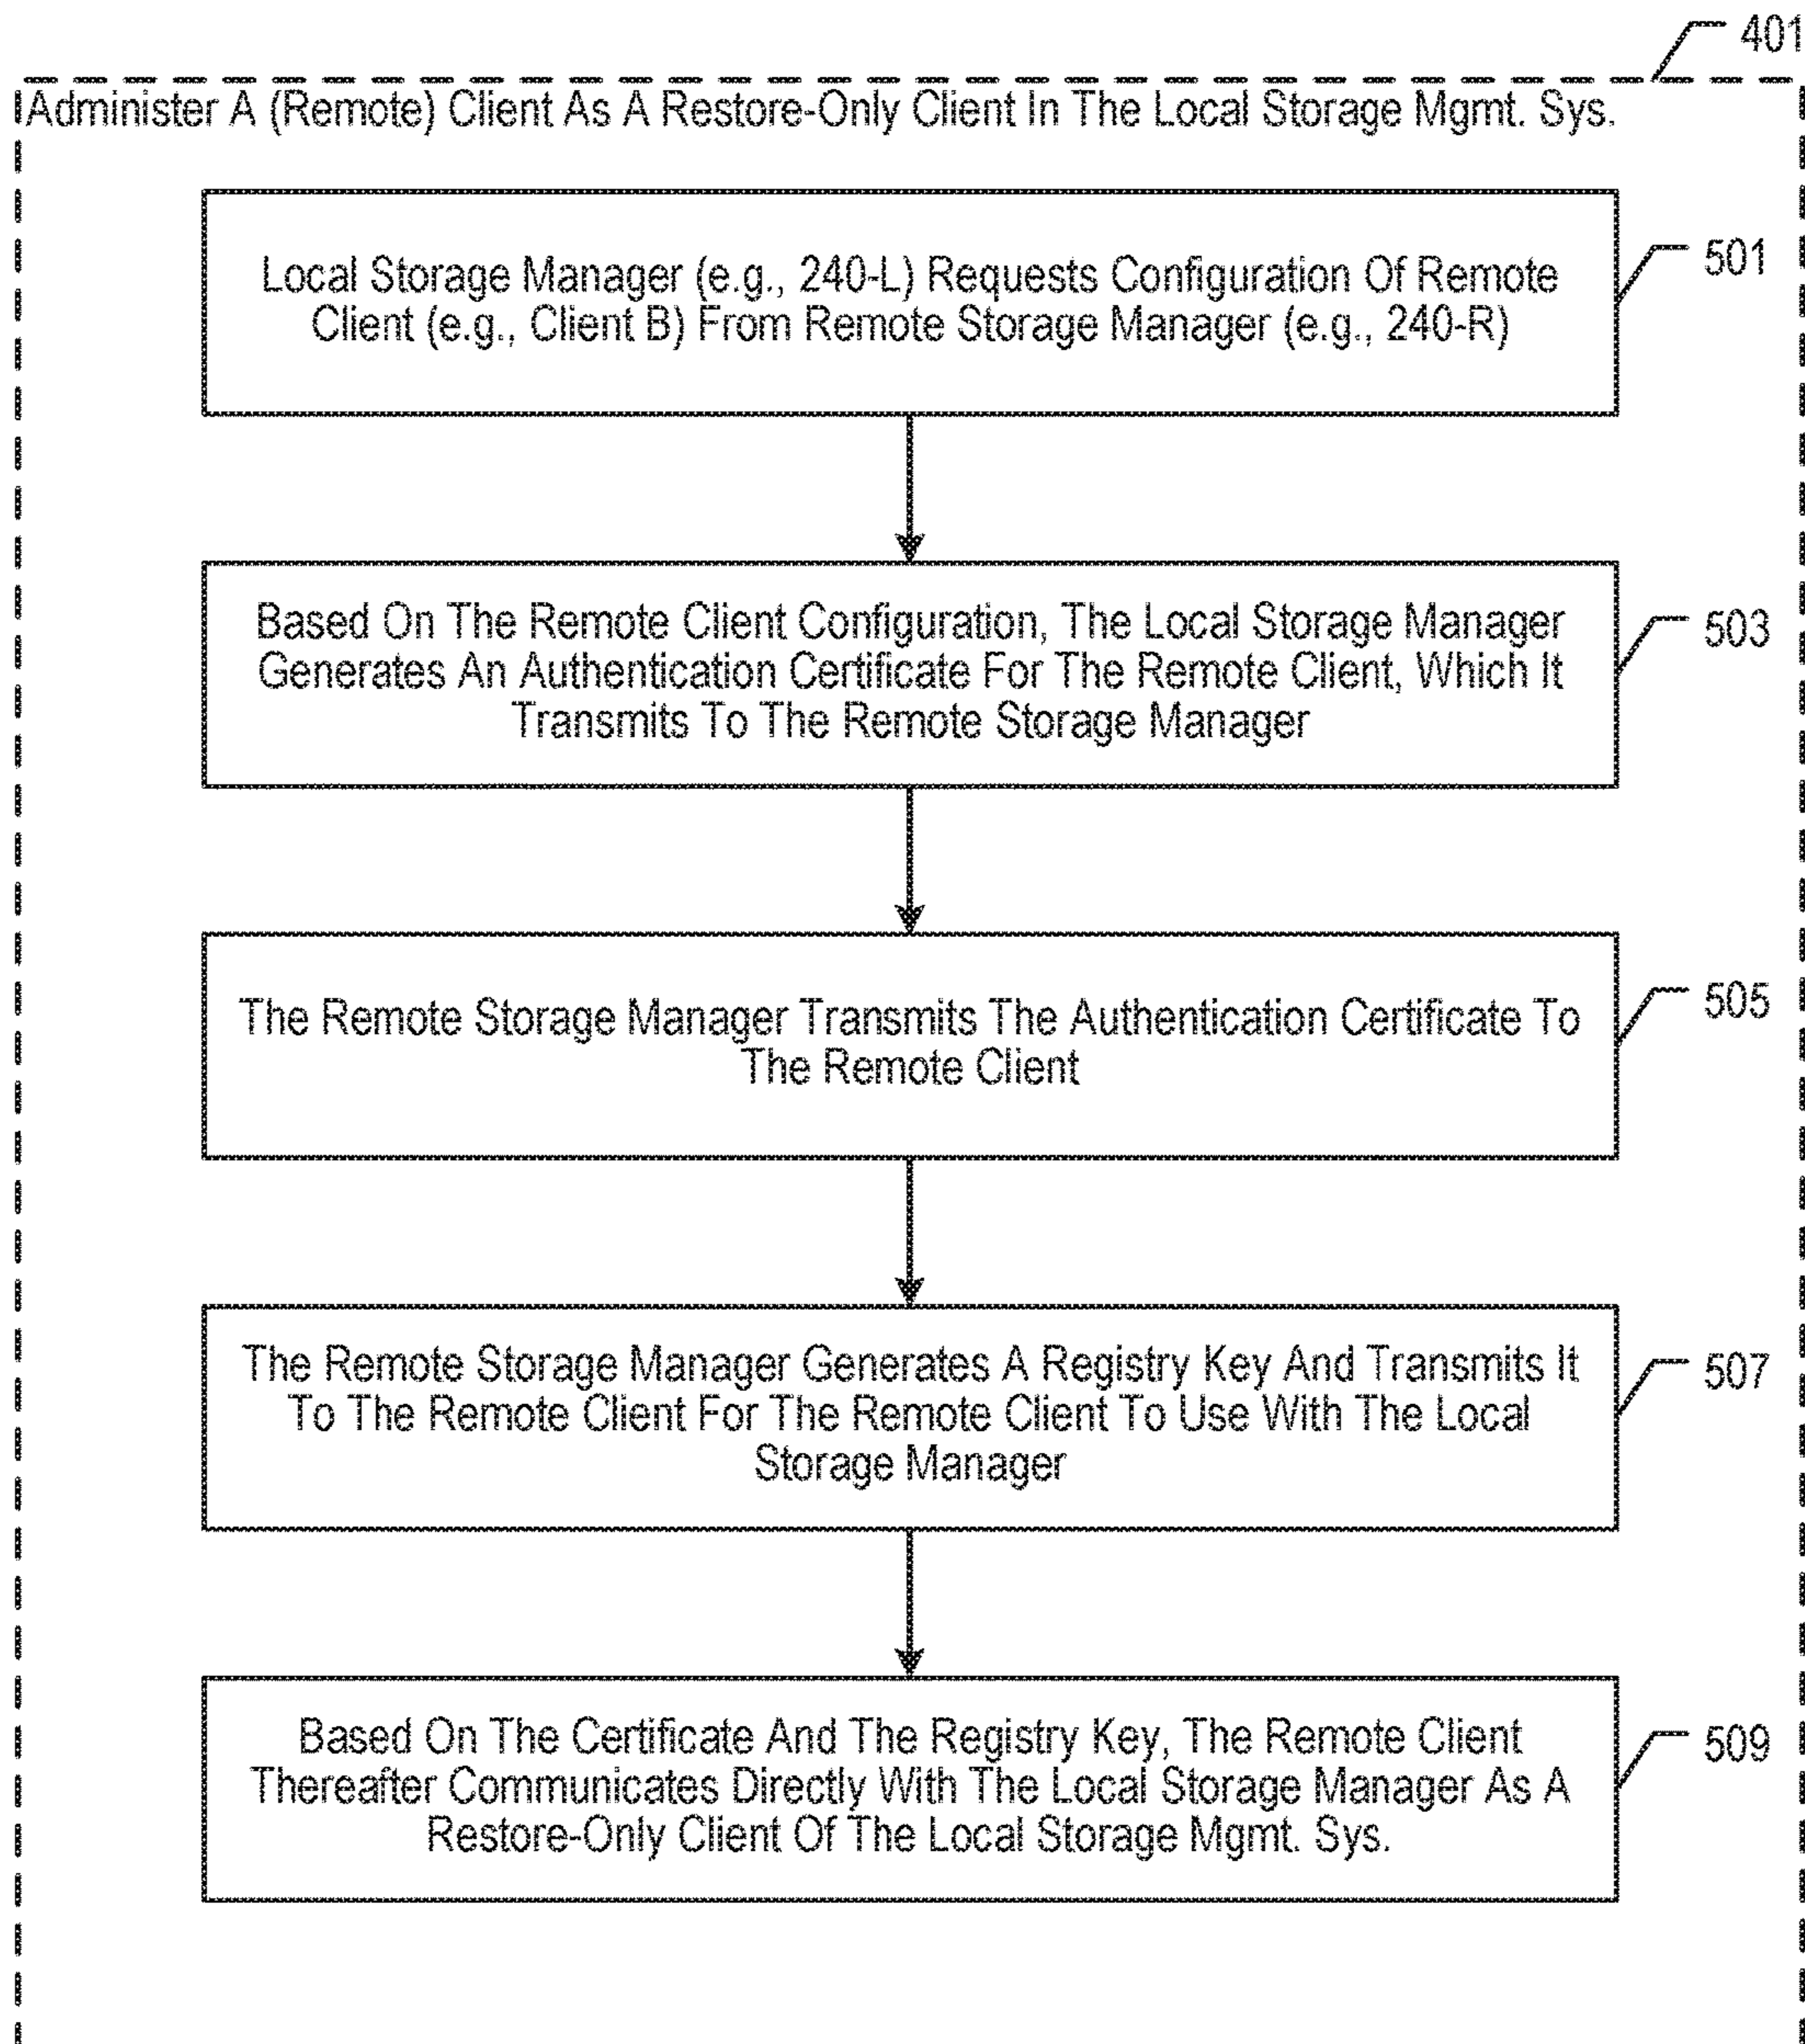 401
Administer A (Remote) Client As A Restore-Only Client In The Local Storage Mgmt. Sys.
Local Storage Manager (e.g., 240-L) Requests Configuration Of Remote
Client (e.g., Client B) From Remote Storage Manager (e.g., 240-R)
501
Based On The Remote Client Configuration, The Local Storage Manager
Generates An Authentication Certificate For The Remote Client, Which It
Transmits To The Remote Storage Manager
503
The Remote Storage Manager Transmits The Authentication Certificate To
The Remote Client
505
The Remote Storage Manager Generates A Registry Key And Transmits It
To The Remote Client For The Remote Client To Use With The Local
Storage Manager
507
Based On The Certificate And The Registry Key, The Remote Client
Thereafter Communicates Directly With The Local Storage Manager As A
Restore-Only Client Of The Local Storage Mgmt. Sys.
509